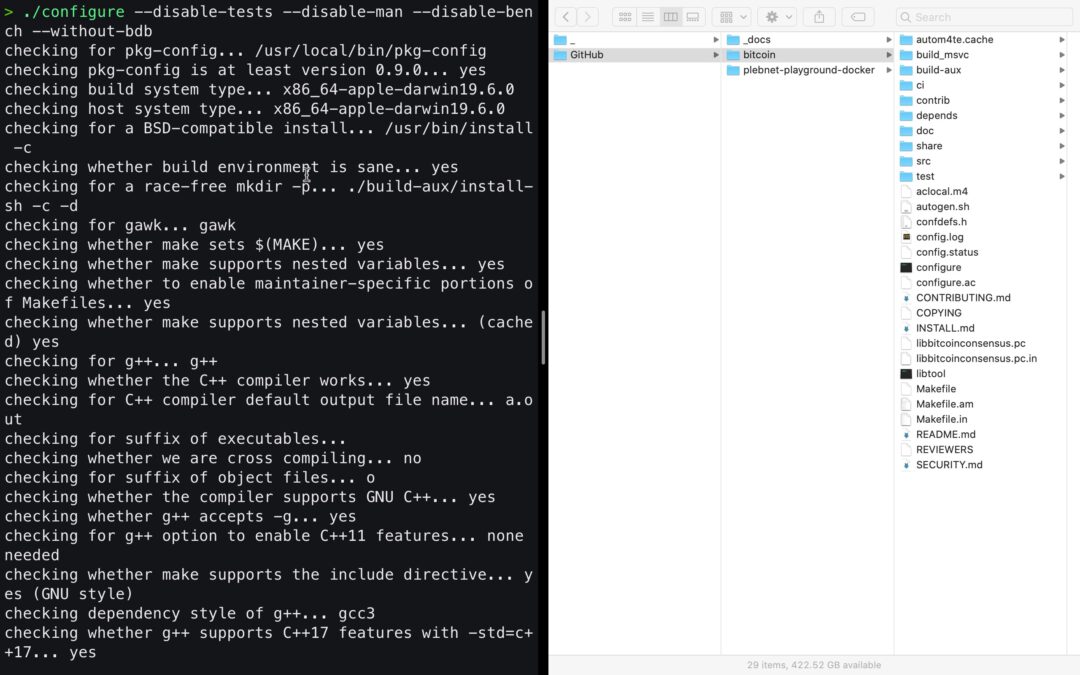 > ./configure --disable-tests --disable-man --disable-ben
ch --without-bdb
checking for pkg-config... /usr/local/bin/pkg-config
checking pkg-config is at least version 0.9.0... yes
checking build system type... x86_64-apple-darwin19.6.0
checking host system type... x86_64-apple-darwin19.6.0
checking for a BSD-compatible install... /usr/bin/install
 -c
checking whether build environment is sane... yes
checking for a race-free mkdir -p... ./build-aux/install-
sh -c -d
checking for gawk... gawk
checking whether make sets $(MAKE)... yes
checking whether make supports nested variables... yes
checking whether to enable maintainer-specific portions o
f Makefiles... yes
checking whether make supports nested variables... (cache
d) yes
checking for g++... g++
checking whether the C++ compiler works... yes
checking for C++ compiler default output file name... a.o
ut
checking for suffix of executables...
checking whether we are cross compiling... no
checking for suffix of object files... o
checking whether the compiler supports GNU C++... yes
checking whether g++ accepts -g... yes
checking for g++ option to enable C++11 features... none
needed
checking whether make supports the include directive... y
es (GNU style)
checking dependency style of g++... gcc3
checking whether g++ supports C++17 features with -std=c+
+17... yes
Search
_
GitHub
_docs
bitcoin
plebnet-playground-docker
autom4te.cache
build_msvc
build-aux
ci
contrib
depends
doc
share
src
test
aclocal.m4
autogen.sh
confdefs.h
config.log
config.status
configure
configure.ac
CONTRIBUTING.md
COPYING
INSTALL.md
libbitcoinconsensus.pc
libbitcoinconsensus.pc.in
libtool
Makefile
Makefile.am
Makefile.in
README.md
REVIEWERS
SECURITY.md
29 items, 422.52 GB available